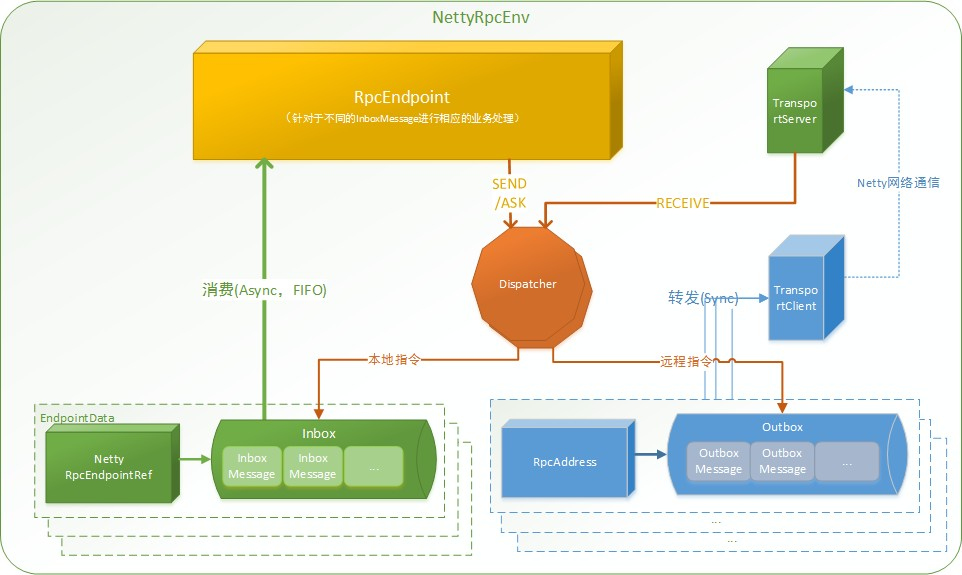 NettyRpcEnv
RpcEndpoint
（针对于不同的InboxMessage进行相应的业务处理）
Transpo
rtServer
SEND
/ASK
RECEIVE
Netty网络通信
Dispatcher
消费(Async，FIFO)
转发(Sync)
Transpo
rtClient
本地指令
远程指令
EndpointData
Netty
RpcEndpointRef
Inbox
Inbox
Message
Inbox
Message
...
RpcAddress
Outbox
Outbox
Message
Outbox
Message
...
...
...